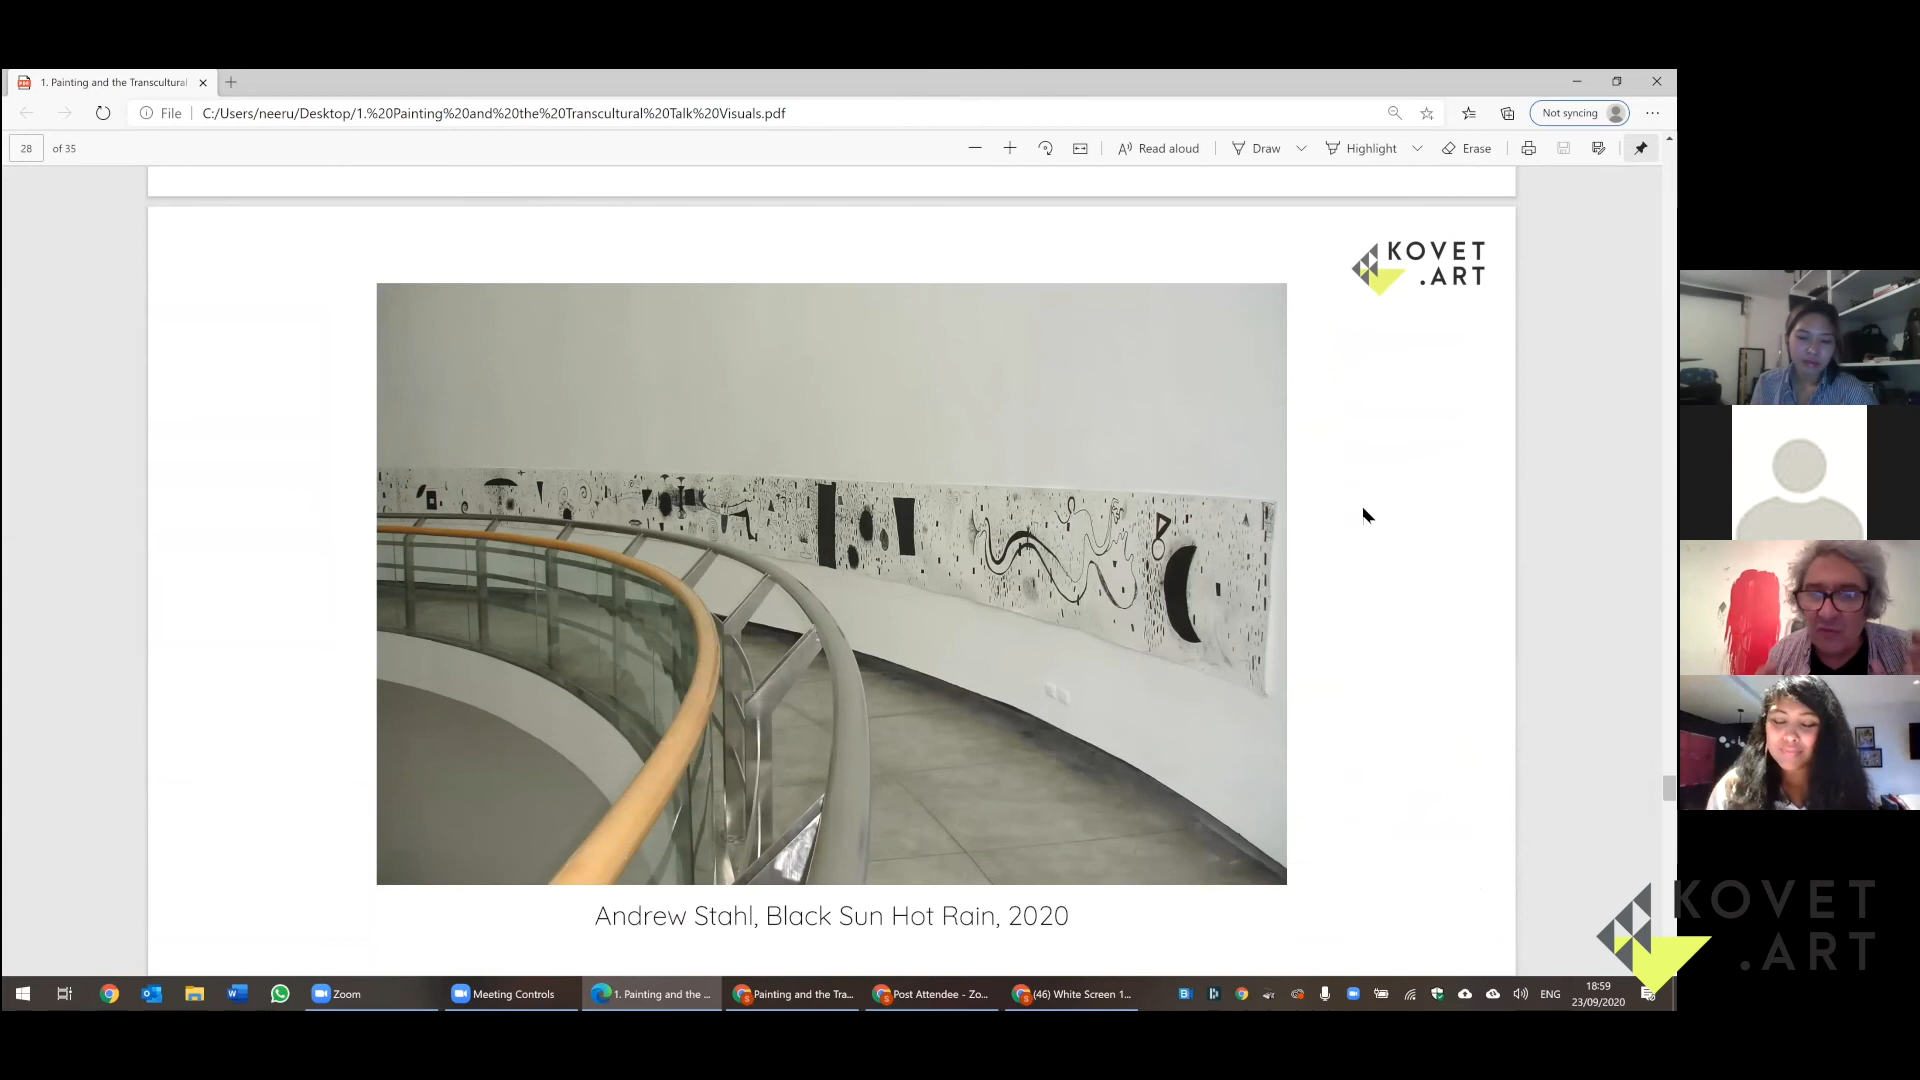 1. Painting and the Transcultural
File
C:/Users/neeru/Desktop/1.%20Painting%20and%20the%20Transcultural%20Talk%20Visuals.pdf
Not syncing
28 of 35
Read aloud
Draw
Highlight
Erase
KOVET
.ART
Andrew Stahl, Black Sun Hot Rain, 2020
KOVET
.ART
Zoom
Meeting Controls
1. Painting and the ...
Painting and the Tra...
Post Attendee - Zo...
(46) White Screen 1...
ENG
18:59
23/09/2020